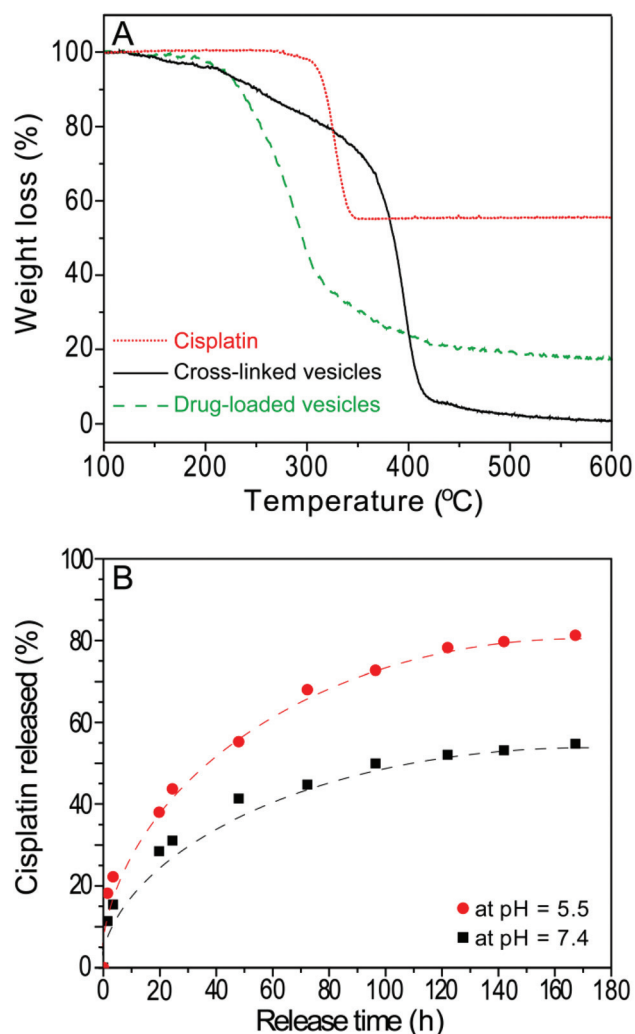 A
Weight loss (%)
100
80
60
40
20
0
Cisplatin
Cross-linked vesicles
Drug-loaded vesicles
100 200 300 400 500 600
Temperature (ºC)
B
Cisplatin released (%)
100
80
60
40
20
0
at pH = 5.5
at pH = 7.4
0 20 40 60 80 100 120 140 160 180
Release time (h)